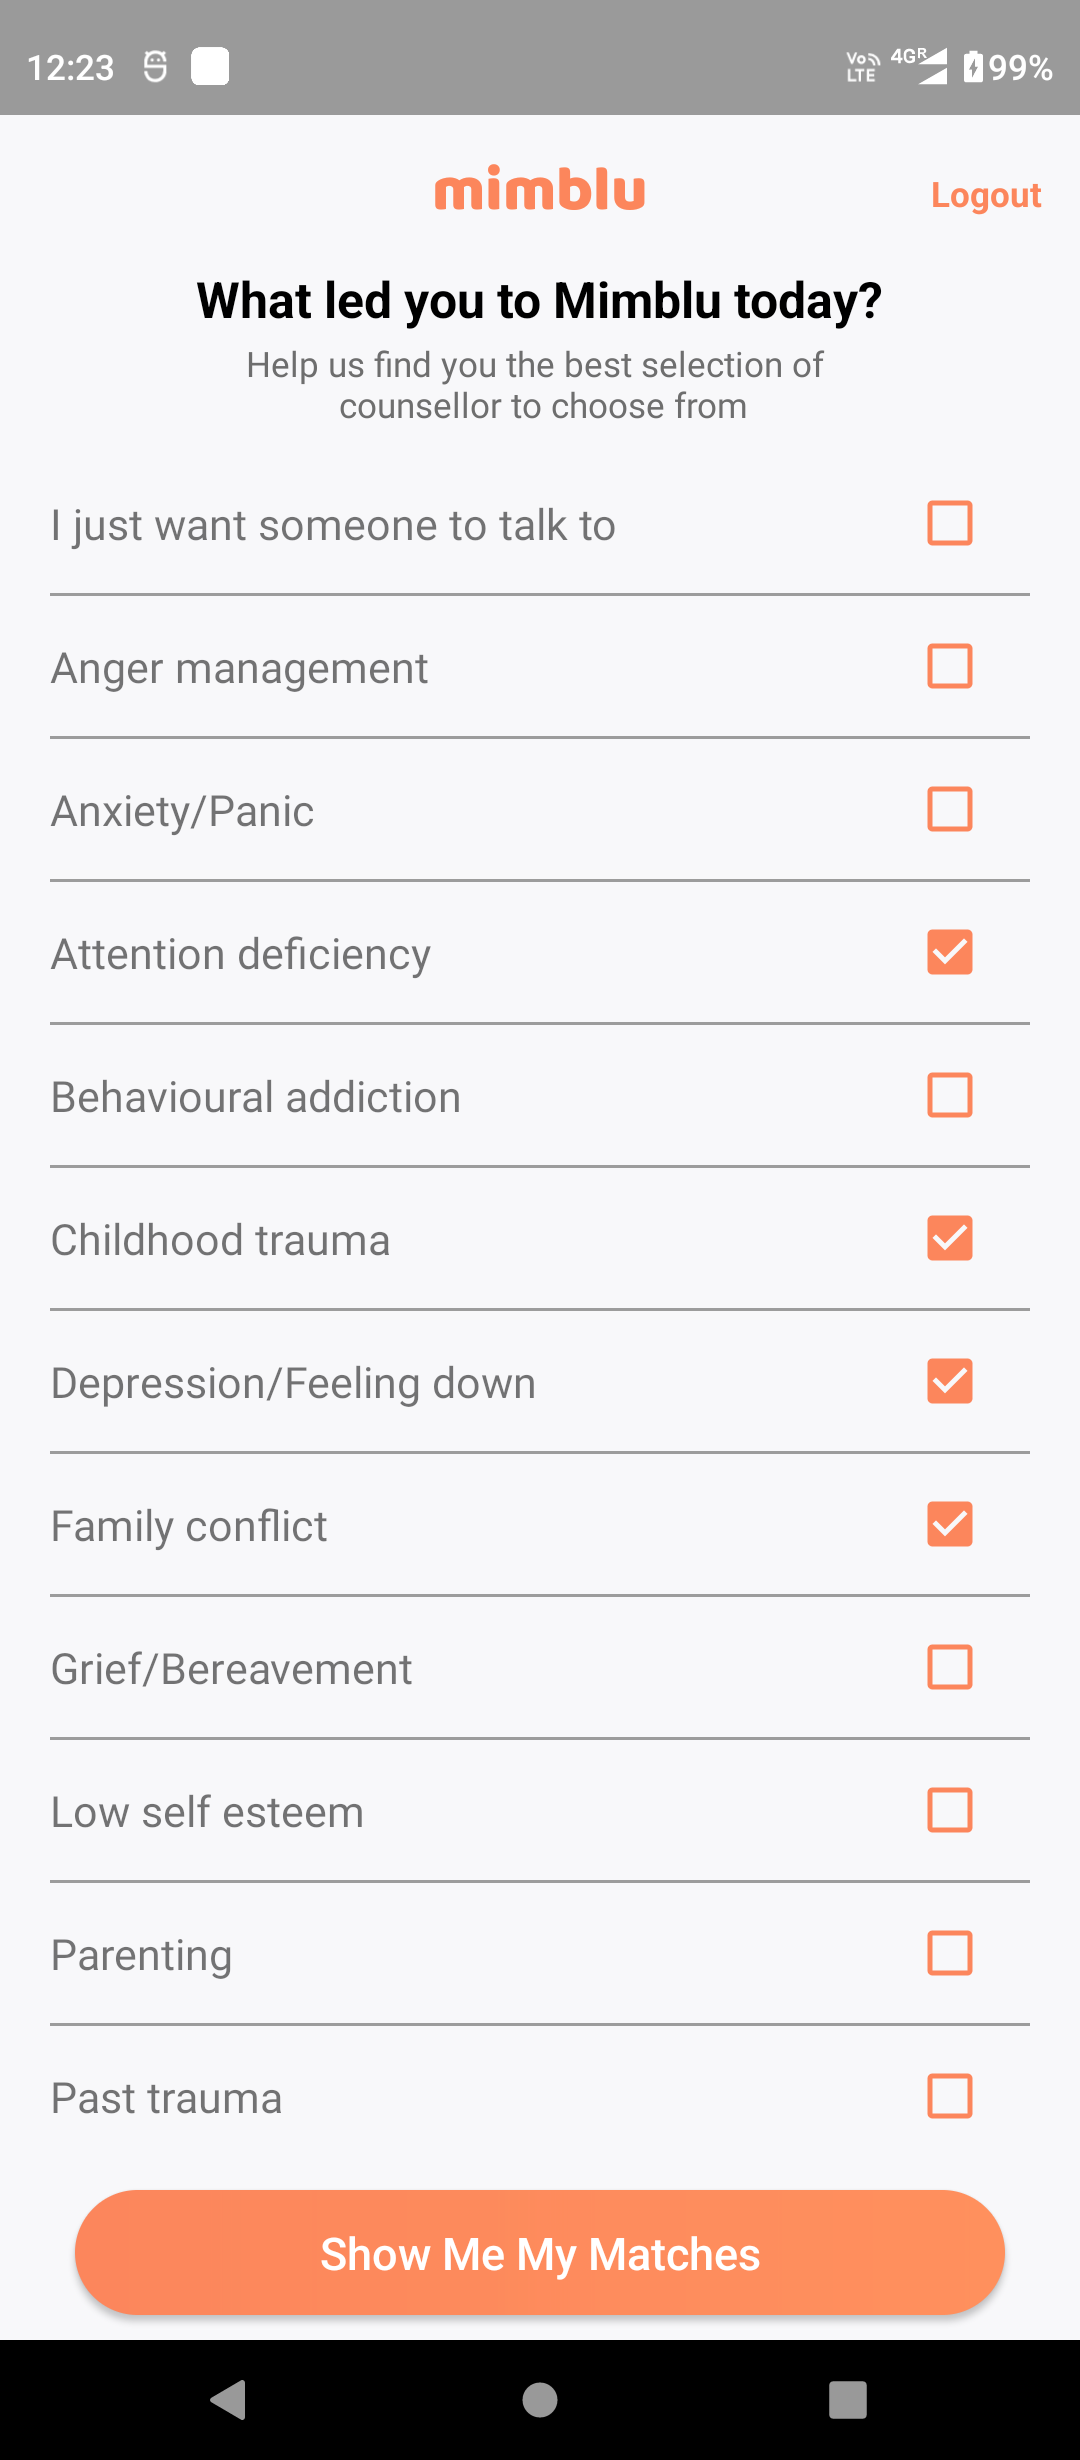 12:23 Vo LTE 4GR 99%
mimblu
Logout
What led you to Mimblu today?
Help us find you the best selection of
counsellor to choose from
I just want someone to talk to
Anger management
Anxiety/Panic
Attention deficiency
Behavioural addiction
Childhood trauma
Depression/Feeling down
Family conflict
Grief/Bereavement
Low self esteem
Parenting
Past trauma
Show Me My Matches